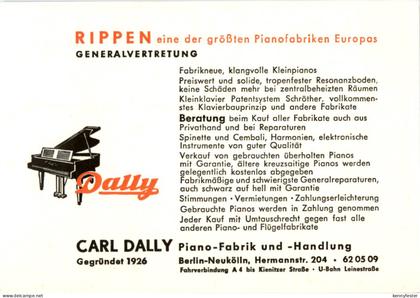 RIPPEN eine der größten Pianofabriken Europas
GENERALVERTRETUNG
Fabrikneue, klangvolle Kleinpianos
Preiswert und solide, tropenfester Resonanzboden,
keine Schäden mehr bei zentralbeheizten Räumen
Kleinklavier Patentsystem Schröther, vollkommen-
stes Klavierbauprinzip und andere Fabrikate
Beratung beim Kauf aller Fabrikate auch aus
Privathand und bei Reparaturen
Spinette und Cembali, Harmonien, elektronische
Instrumente von guter Qualität
Verkauf von gebrauchten überholten Pianos
mit Garantie, ältere kreuzsaitige Pianos werden
gelegentlich kostenlos abgegeben
Fabrikmäßige und schwierigste Generalreparaturen,
auch schwarz auf hell mit Garantie
Stimmungen · Vermietungen · Zahlungserleichterung
Gebrauchte Pianos werden in Zahlung genommen
Jeder Kauf mit Umtauschrecht gegen fast alle
anderen Piano- und Flügelfabrikate
Dally
CARL DALLY Piano-Fabrik und -Handlung
Gegründet 1926 Berlin-Neukölln, Hermannstr. 204 · 62 05 09
Fahrverbindung A 4 bis Kienitzer Straße · U-Bahn Leinestraße
kennyfester